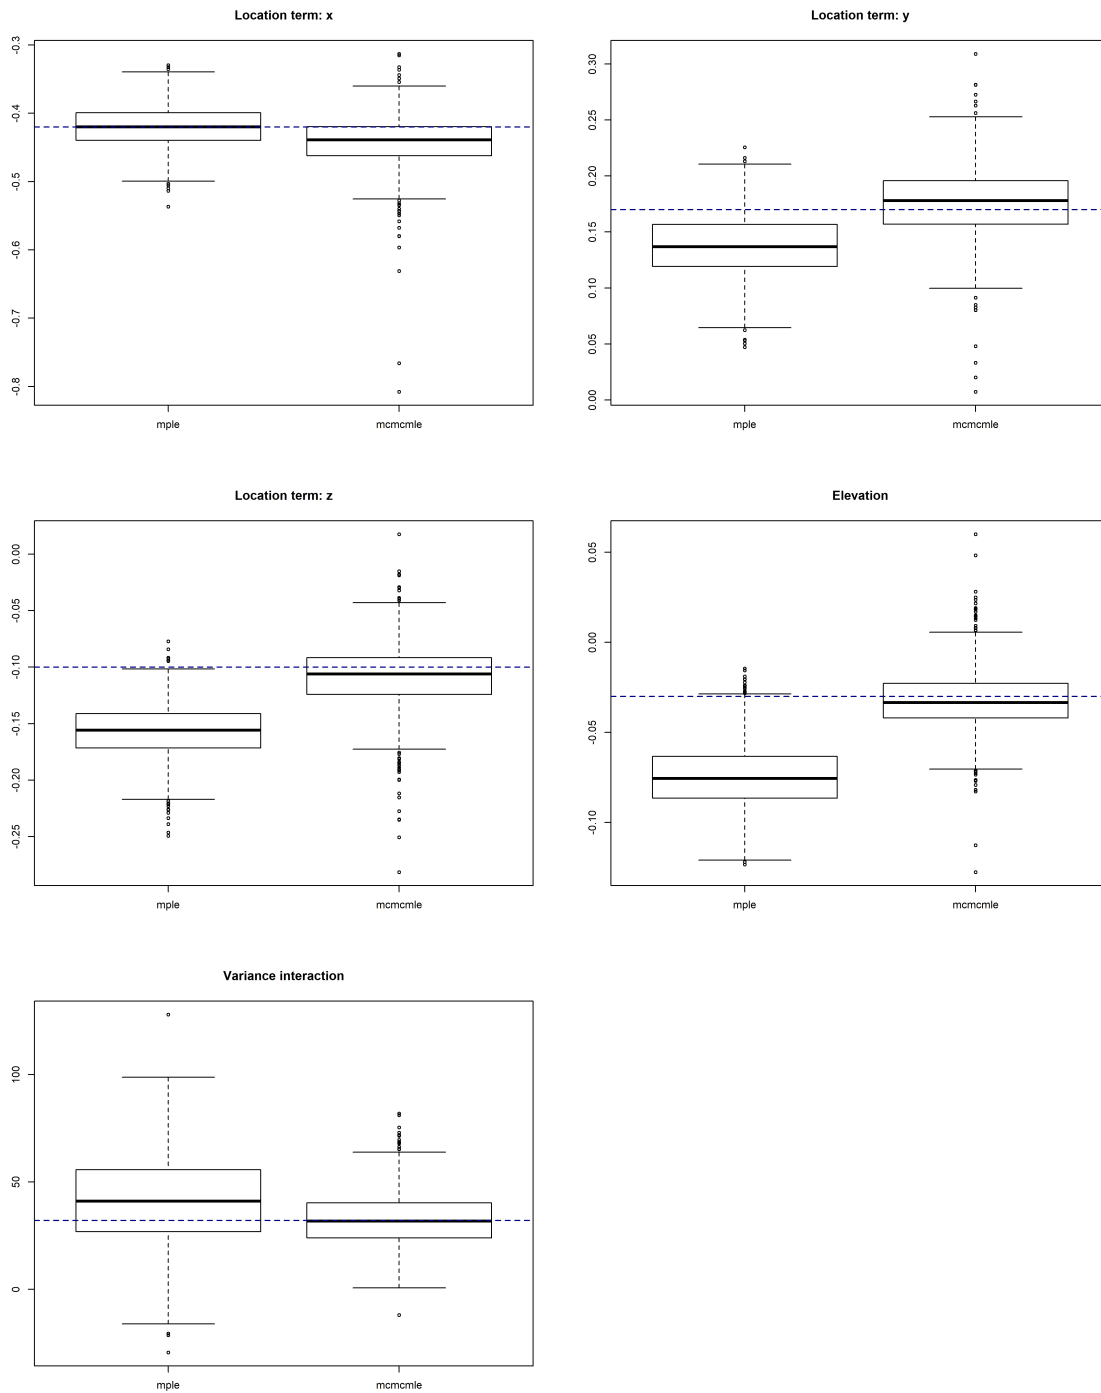 Location term: x
-0.3
-0.4
-0.5
-0.6
-0.7
-0.8
mple
mcmcmle
Location term: y
0.30
0.25
0.20
0.15
0.10
0.05
0.00
mple
mcmcmle
Location term: z
0.00
-0.05
-0.10
-0.15
-0.20
-0.25
mple
mcmcmle
Elevation
0.05
0.00
-0.05
-0.10
mple
mcmcmle
Variance interaction
100
50
0
mple
mcmcmle